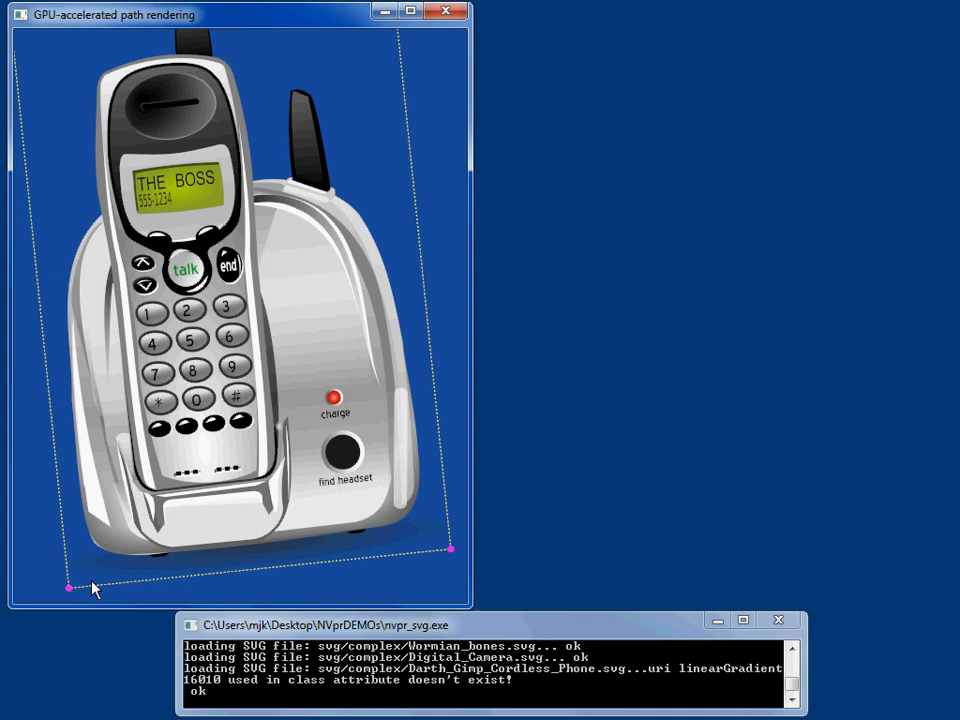 GPU-accelerated path rendering
THE BOSS
555-1234
talk
end
1 2 3
4 5 6
7 8 9
* 0 #
charge
find headset
C:\Users\mjk\Desktop\NVprDEMOs\nvpr_svg.exe
loading SVG file: svg/complex/Wormian_bones.svg... ok
loading SVG file: svg/complex/Digital_Camera.svg... ok
loading SVG file: svg/complex/Darth_Gimp_Cordless_Phone.svg...uri linearGradient
16010 used in class attribute doesn't exist!
ok